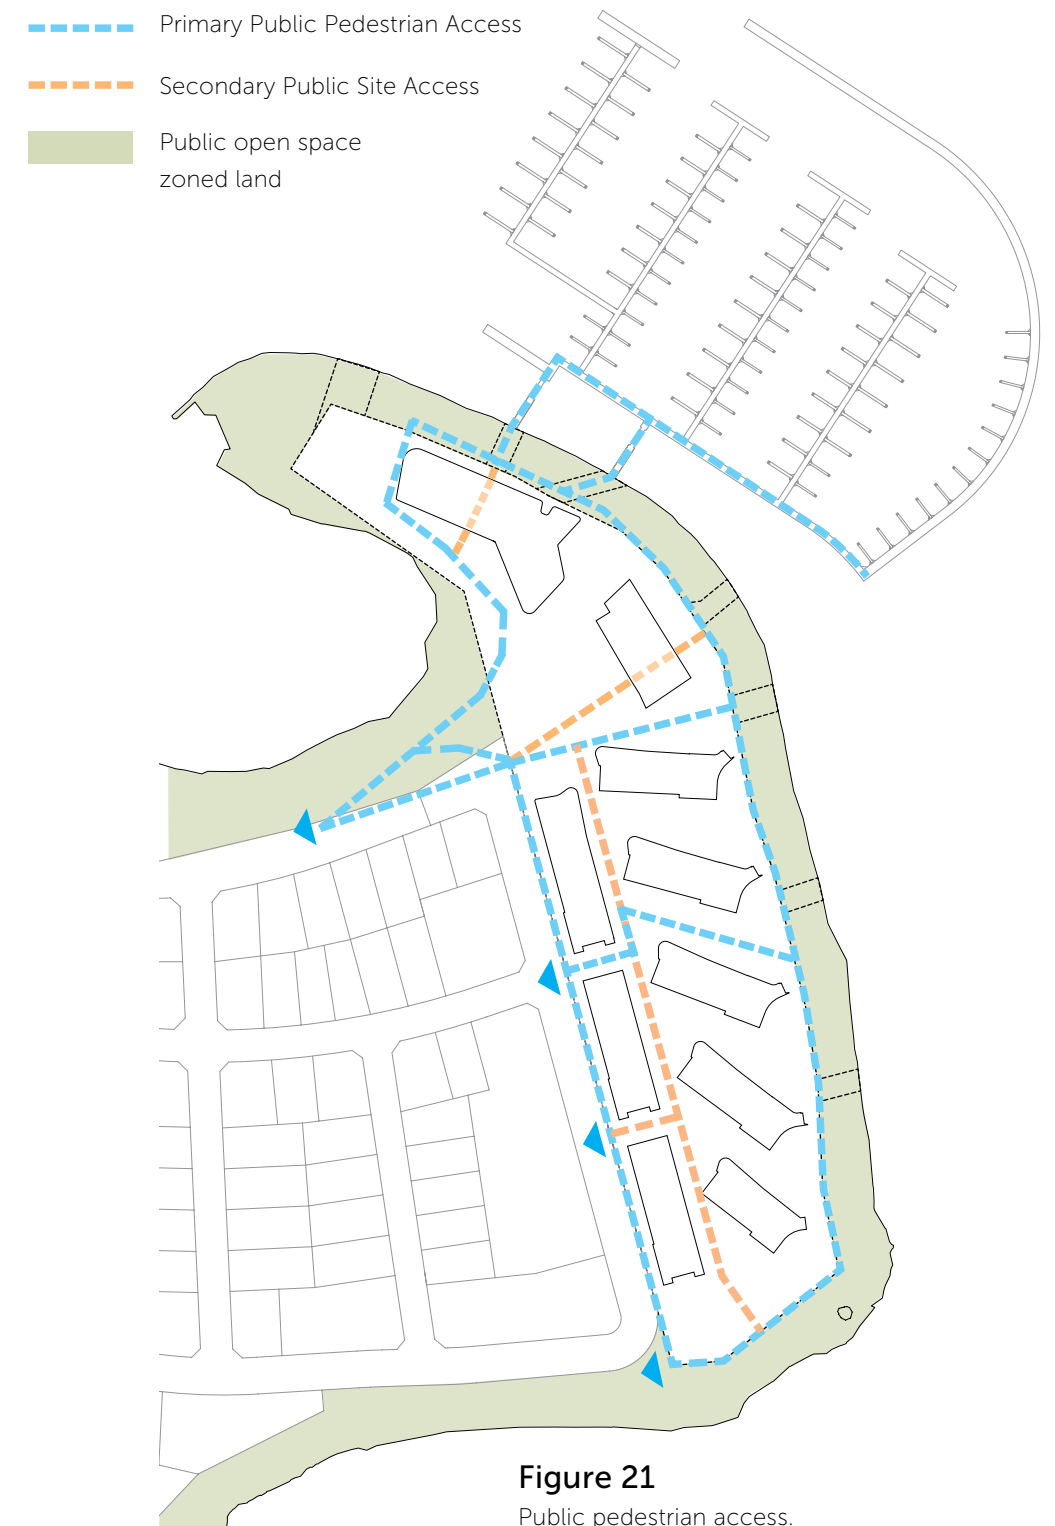 Primary Public Pedestrian Access
Secondary Public Site Access
Public open space
zoned land
Figure 21
Public pedestrian access.